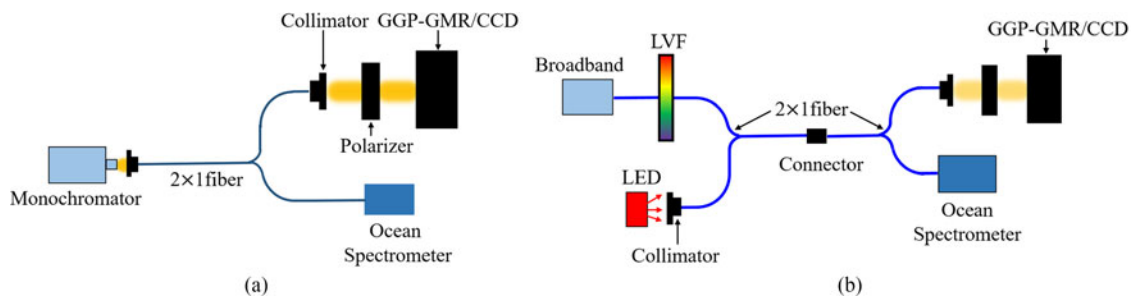 Collimator GGP-GMR/CCD
Polarizer
Monochromator
2×1fiber
Ocean
Spectrometer
(a)
Broadband
LVF
GGP-GMR/CCD
2×1fiber
Connector
LED
Collimator
Ocean
Spectrometer
(b)